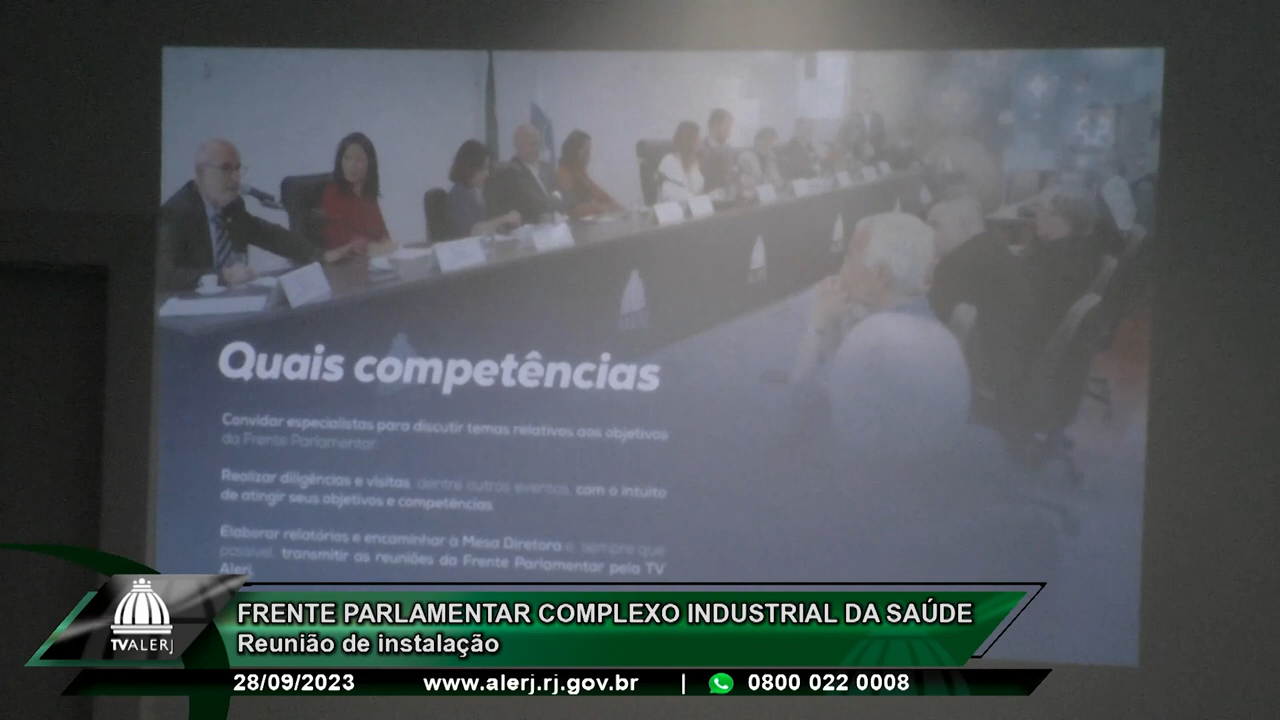 Quais competências
Convidar especialistas para discutir temas relativos aos objetivos
da Frente Parlamentar.
Realizar diligências e visitas, dentre outros eventos, com o intuito
de atingir seus objetivos e competências.
Elaborar relatórios e encaminhar à Mesa Diretora e, sempre que
possível, transmitir as reuniões da Frente Parlamentar pela TV
Alerj.
FRENTE PARLAMENTAR COMPLEXO INDUSTRIAL DA SAÚDE
Reunião de instalação
TVALERJ
28/09/2023 www.alerj.rj.gov.br | 0800 022 0008